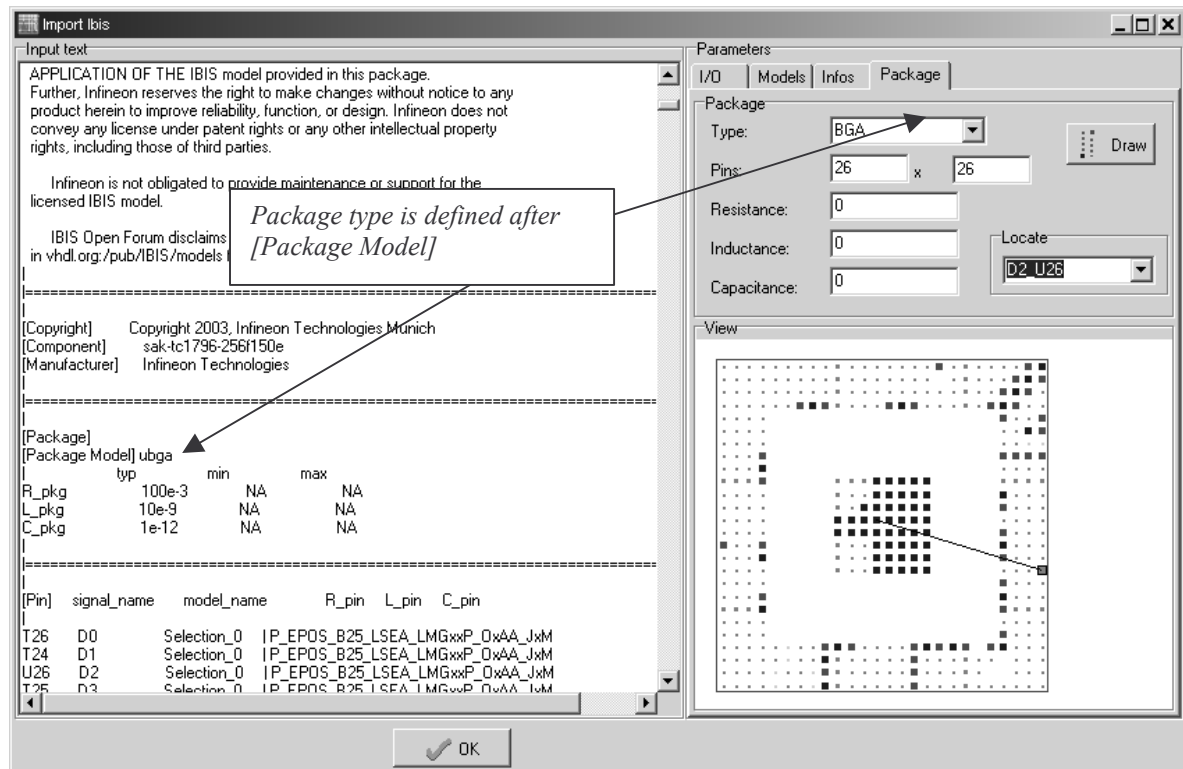 Import Ibis
Input text
APPLICATION OF THE IBIS model provided in this package.
Further, Infineon reserves the right to make changes without notice to any
product herein to improve reliability, function, or design. Infineon does not
convey any license under patent rights or any other intellectual property
rights, including those of third parties.
Infineon is not obligated to provide maintenance or support for the
licensed IBIS model.
IBIS Open Forum disclaims
in vhdl.org:/pub/IBIS/models
|
|==============================================================================
|
[Copyright] Copyright 2003, Infineon Technologies Munich
[Component] sak-tc1796-256f150e
[Manufacturer] Infineon Technologies
|
|==============================================================================
|
[Package]
[Package Model] ubga
| typ min max
R_pkg 100e-3 NA NA
L_pkg 10e-9 NA NA
C_pkg 1e-12 NA NA
|
|==============================================================================
|
[Pin] signal_name model_name R_pin L_pin C_pin
|
T26 D0 Selection_0 | P_EPOS_B25_LSEA_LMGxxP_OxAA_JxM
T24 D1 Selection_0 | P_EPOS_B25_LSEA_LMGxxP_OxAA_JxM
U26 D2 Selection_0 | P_EPOS_B25_LSEA_LMGxxP_OxAA_JxM
T25 D3 Selection_0 | P_EPOS_B25_LSEA_LMGxxP_OxAA_JxM
Package type is defined after
[Package Model]
Parameters
I/O Models Infos Package
Package
Type: BGA
Draw
Pins: 26 x 26
Resistance: 0
Inductance: 0
Locate
D2_U26
Capacitance: 0
View
OK